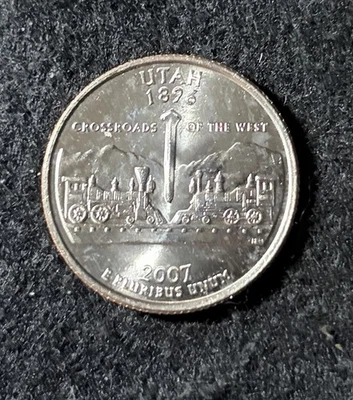 UTAH
1896
CROSSROADS OF THE WEST
2007
E PLURIBUS UNUM